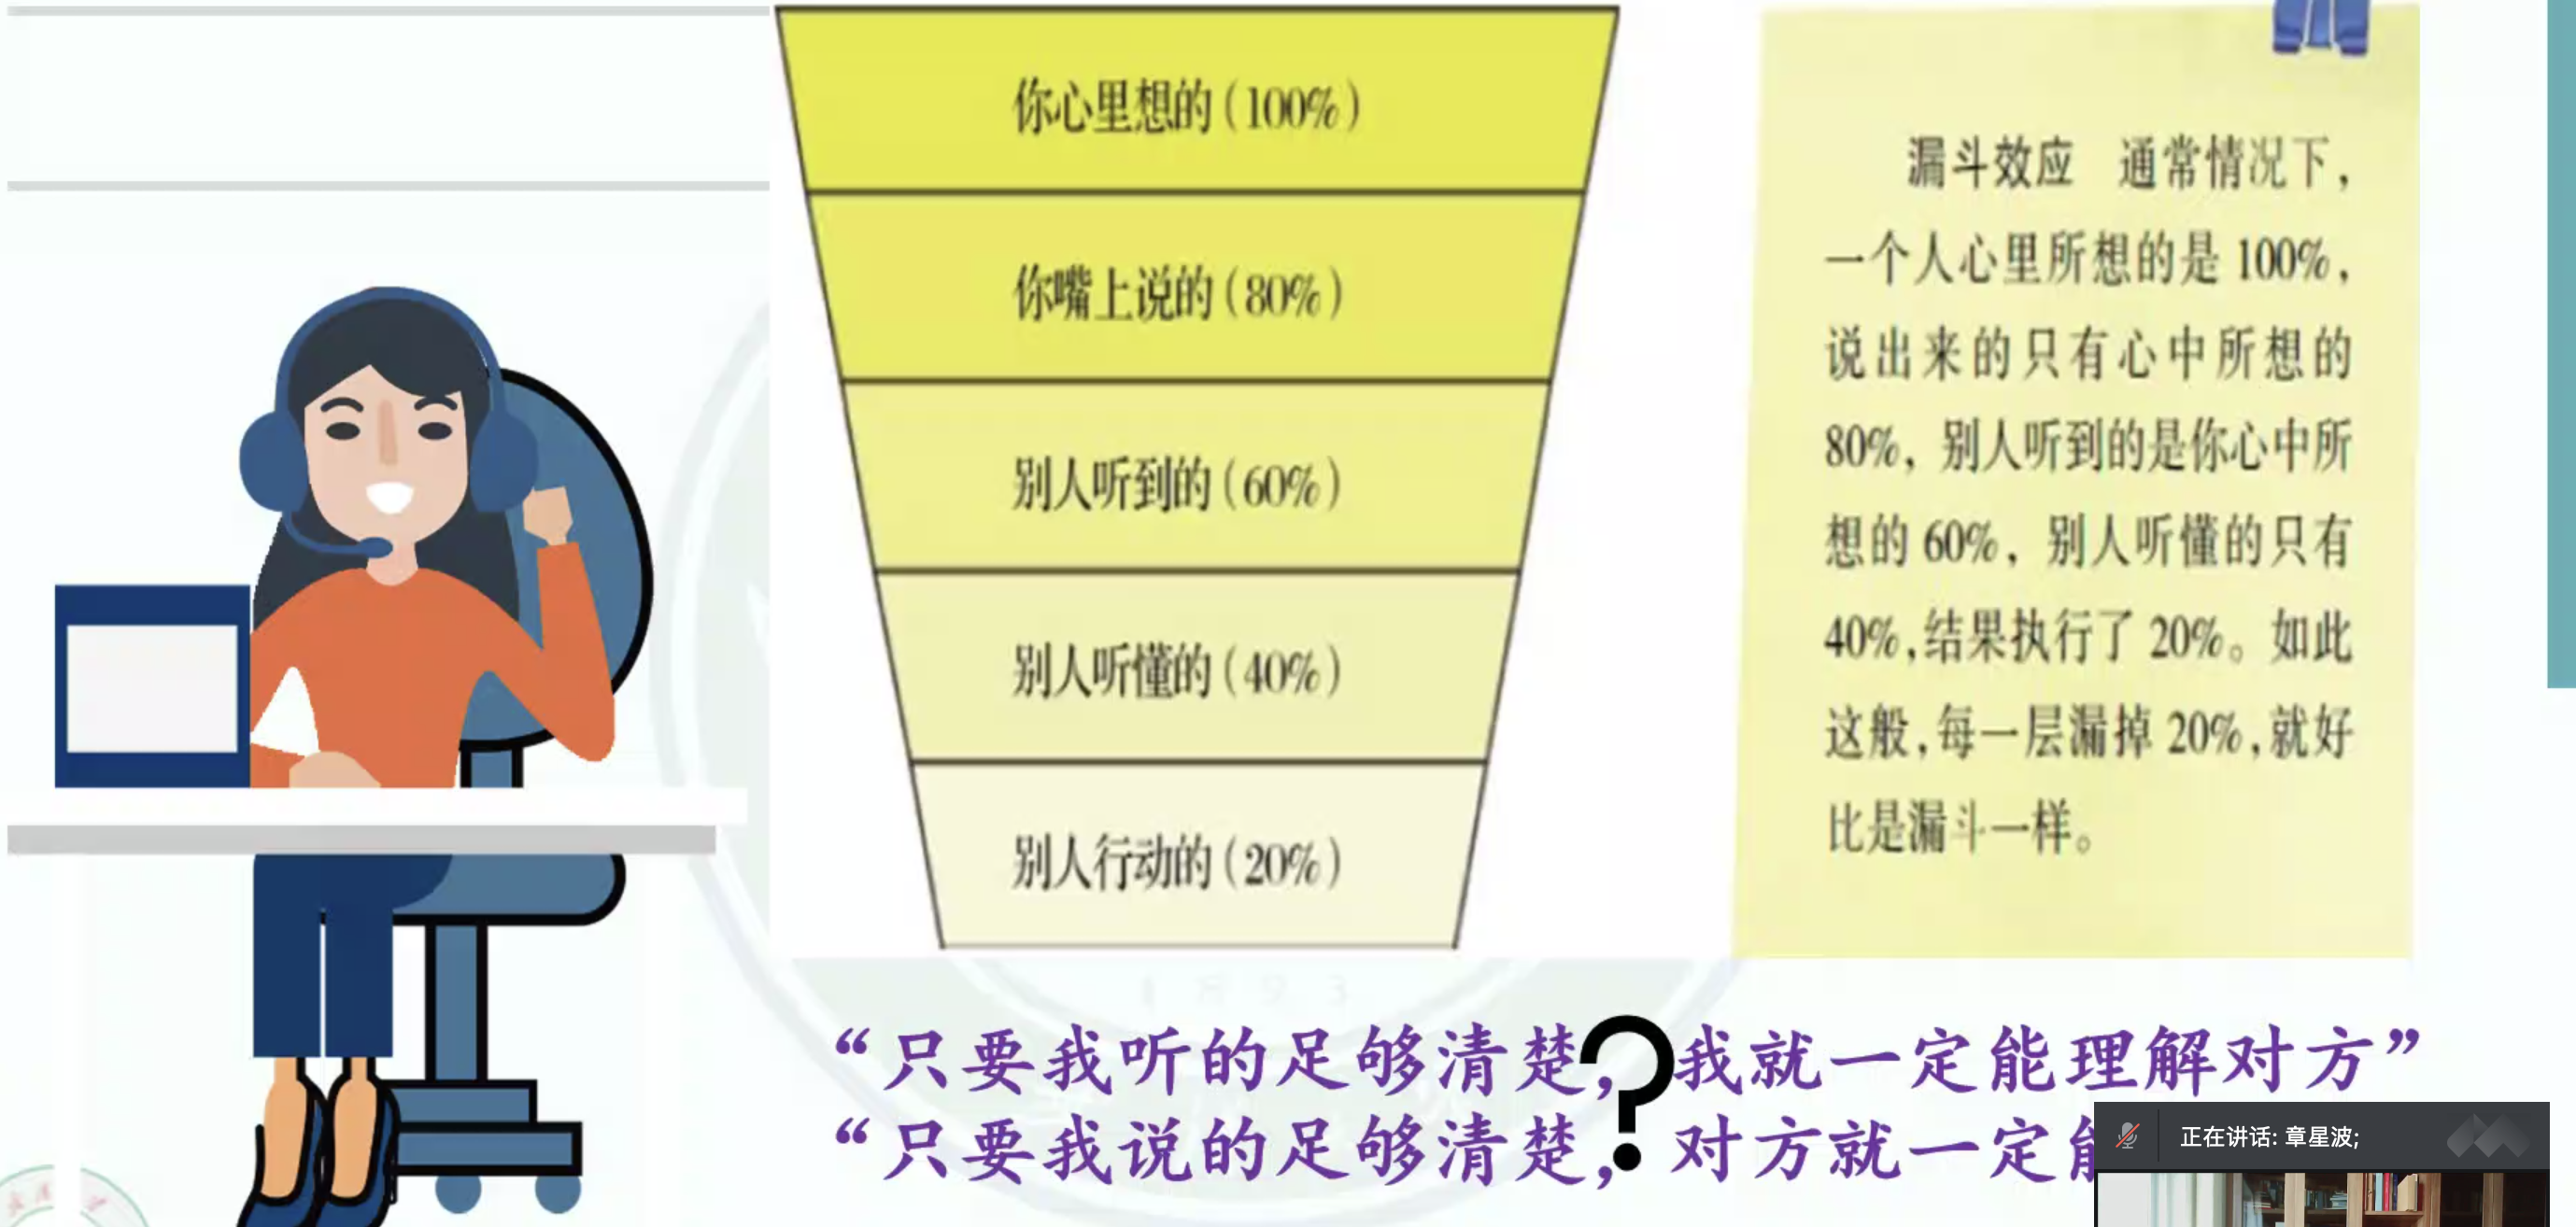 你心里想的（100%）
你嘴上说的（80%）
别人听到的（60%）
别人听懂的（40%）
别人行动的（20%）
漏斗效应 通常情况下，
一个人心里所想的是 100%，
说出来的只有心中所想的
80%，别人听到的是你心中所
想的 60%，别人听懂的只有
40%，结果执行了 20%。如此
这般，每一层漏掉 20%，就好
比是漏斗一样。
“只要我听的足够清楚，我就一定能理解对方”
“只要我说的足够清楚，对方就一定能
?
正在讲话: 章星波;
1893